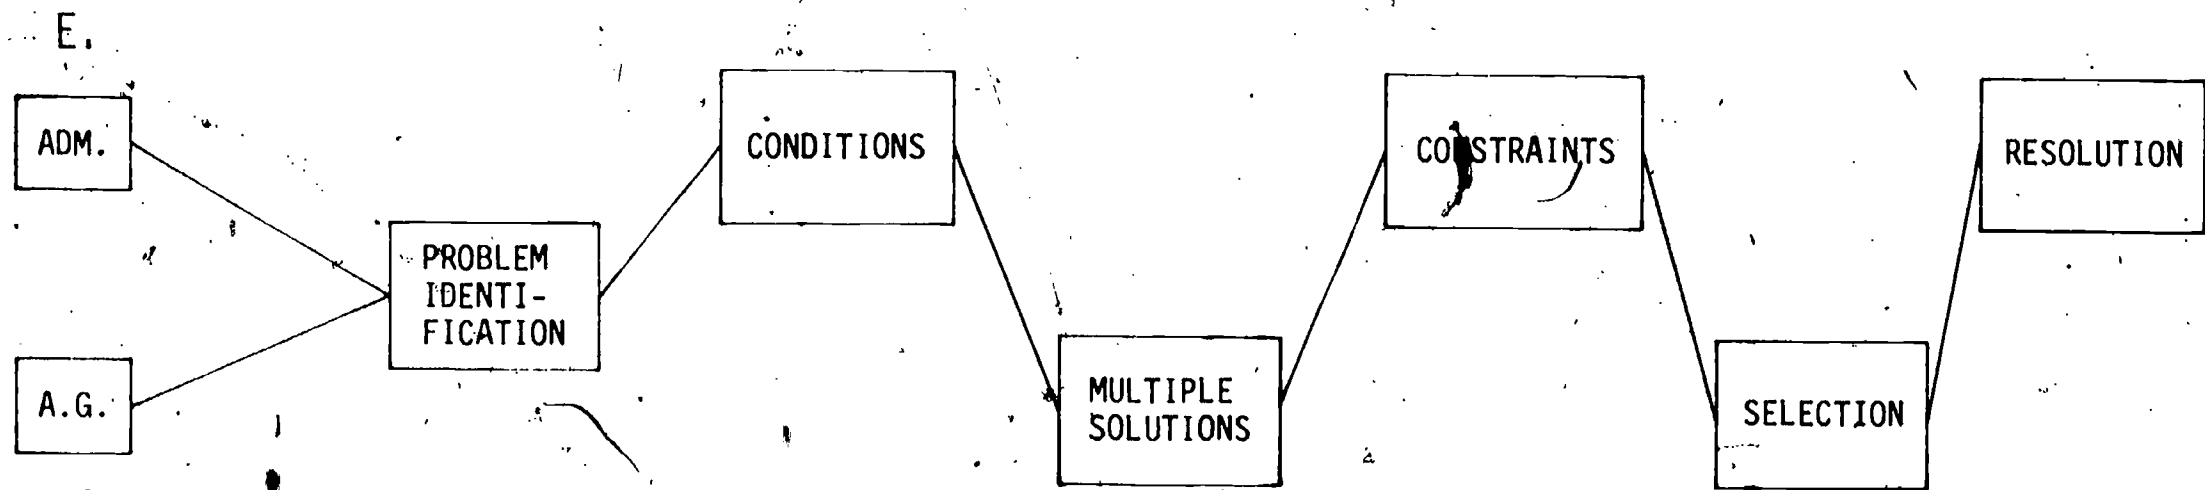 E.
ADM.
A.G.
PROBLEM
IDENTI-
FICATION
CONDITIONS
MULTIPLE
SOLUTIONS
CONSTRAINTS
SELECTION
RESOLUTION